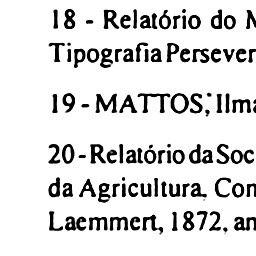 18 - Relatório do
Tipografia Persever
19 - MATTOS, Ilma
20 - Relatório da Soc
da Agricultura, Con
Laemmert, 1872, an